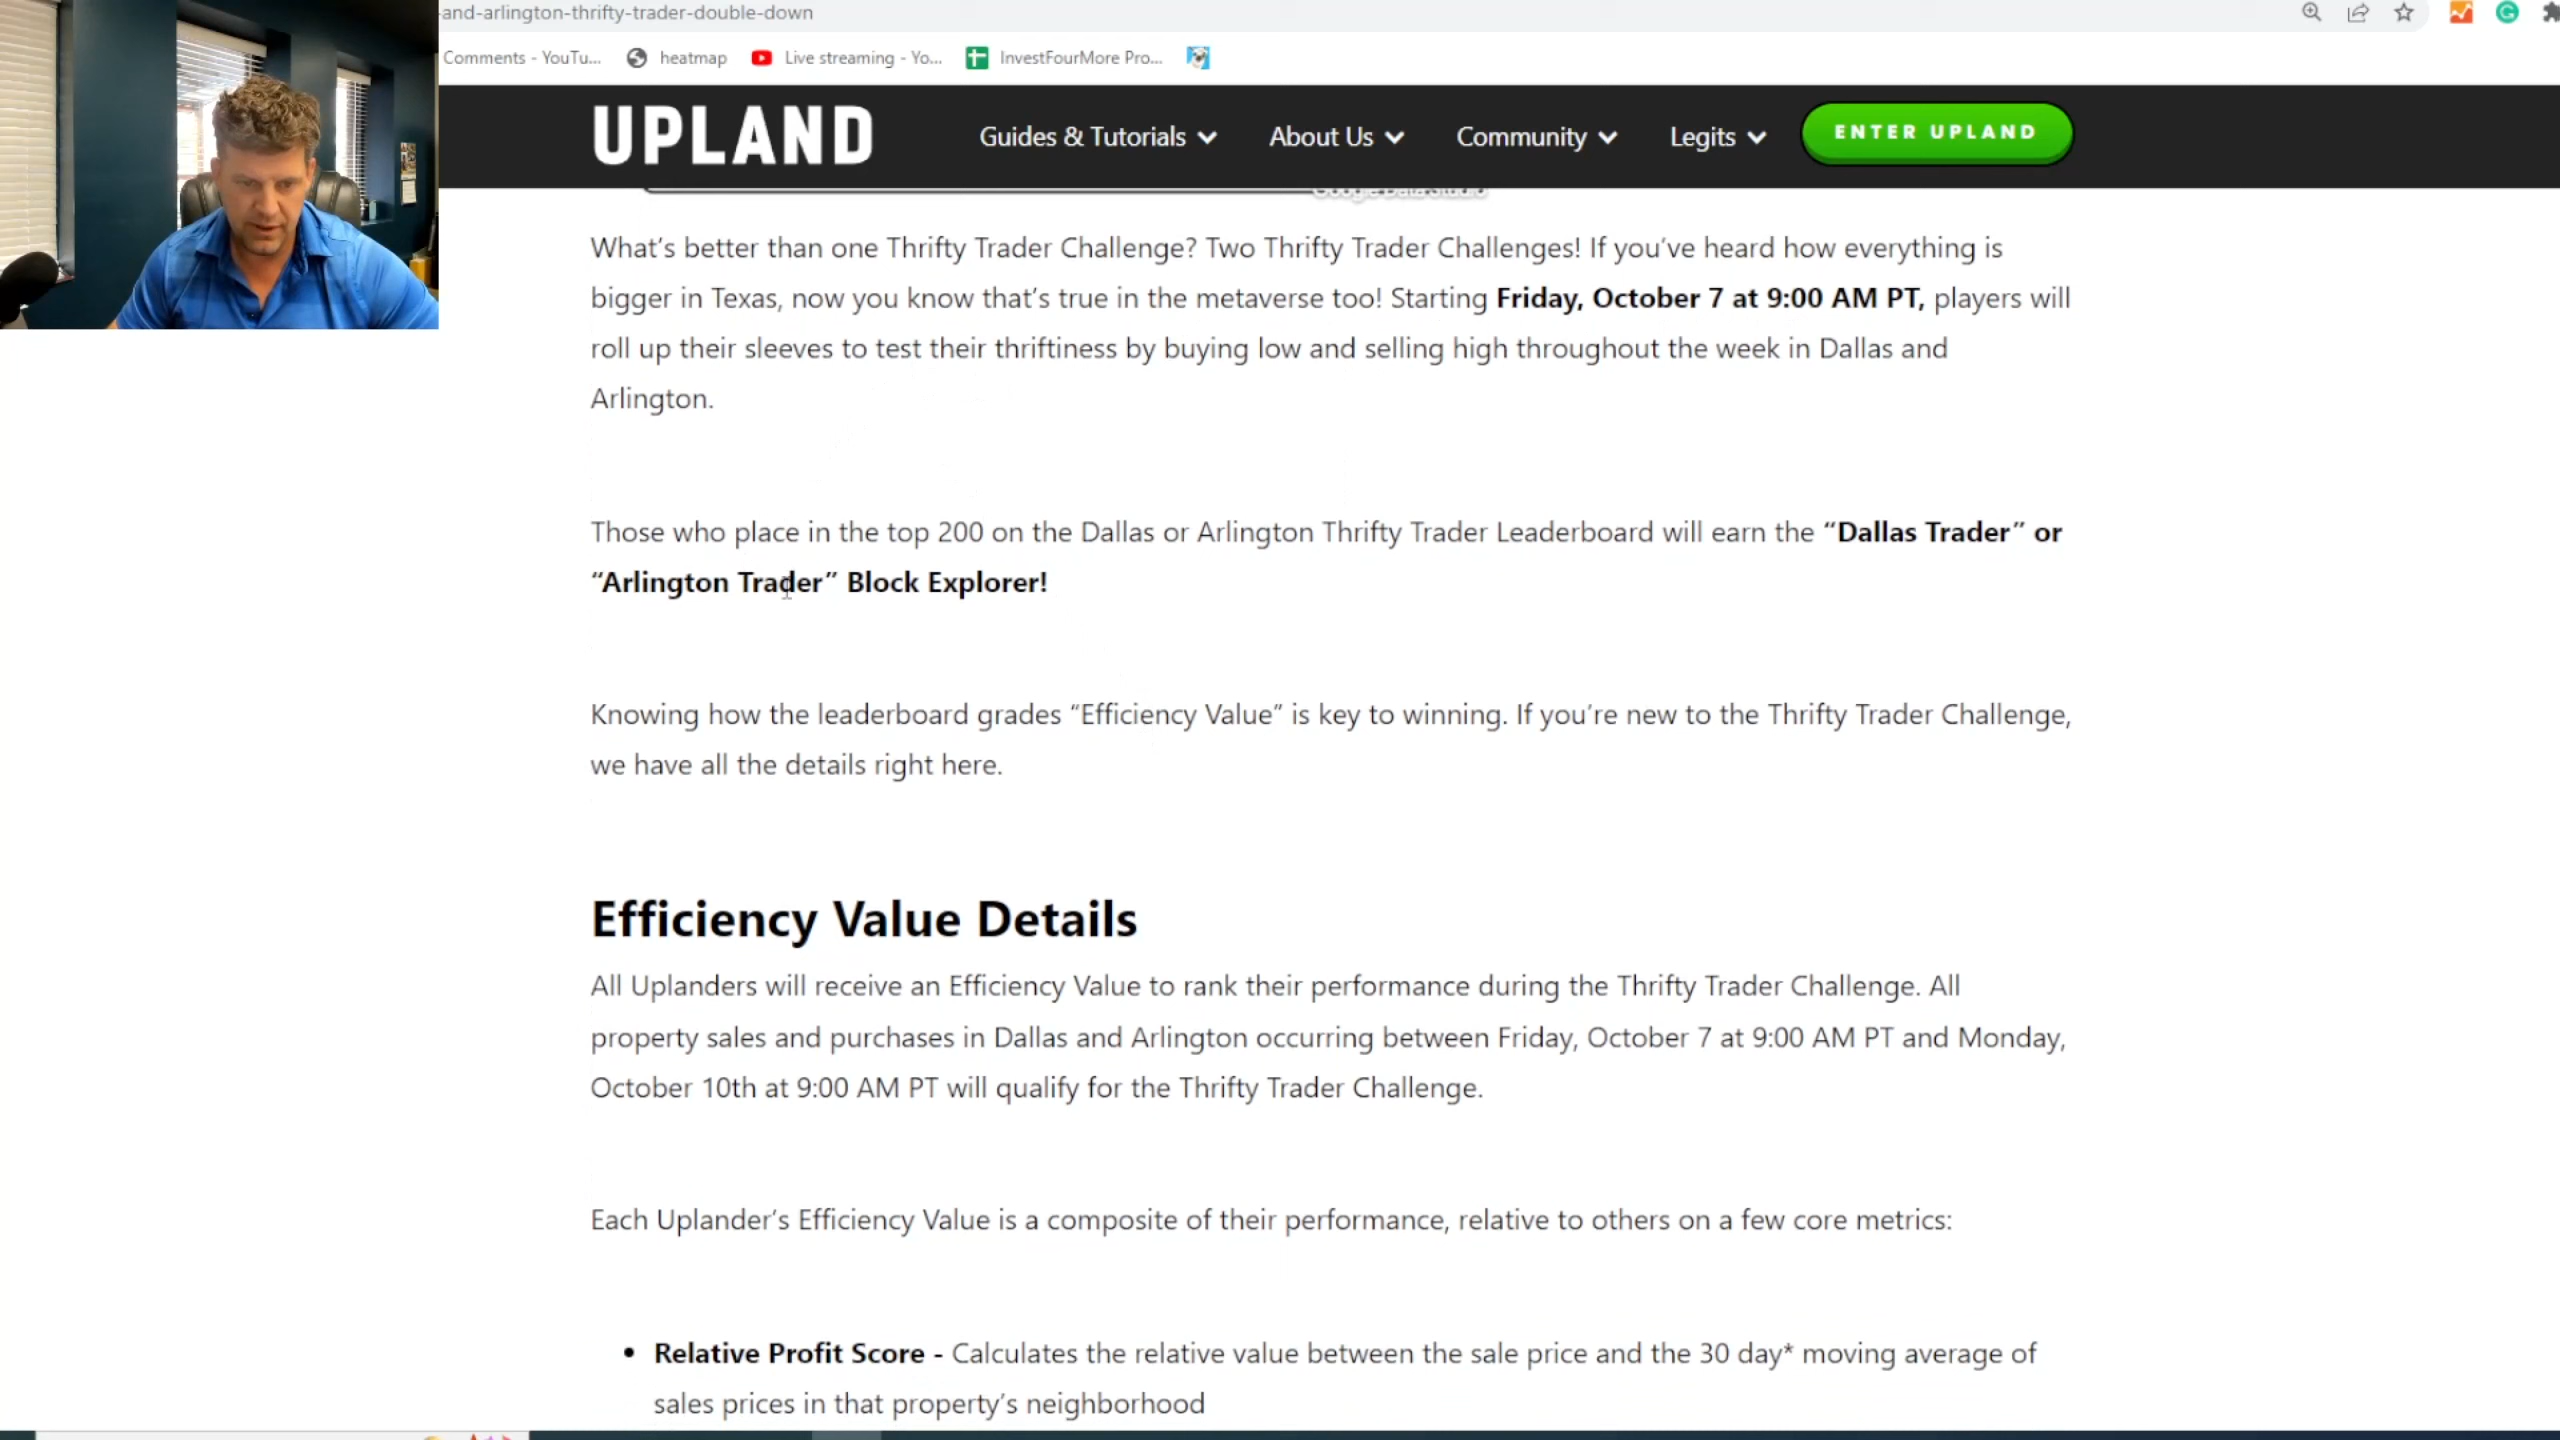 -and-arlington-thrifty-trader-double-down
Comments - YouTu... heatmap Live streaming - Yo... InvestFourMore Pro...
UPLAND Guides & Tutorials About Us Community Legits ENTER UPLAND
What’s better than one Thrifty Trader Challenge? Two Thrifty Trader Challenges! If you’ve heard how everything is
bigger in Texas, now you know that’s true in the metaverse too! Starting Friday, October 7 at 9:00 AM PT, players will
roll up their sleeves to test their thriftiness by buying low and selling high throughout the week in Dallas and
Arlington.
Those who place in the top 200 on the Dallas or Arlington Thrifty Trader Leaderboard will earn the “Dallas Trader” or
“Arlington Trader” Block Explorer!
Knowing how the leaderboard grades “Efficiency Value” is key to winning. If you’re new to the Thrifty Trader Challenge,
we have all the details right here.
Efficiency Value Details
All Uplanders will receive an Efficiency Value to rank their performance during the Thrifty Trader Challenge. All
property sales and purchases in Dallas and Arlington occurring between Friday, October 7 at 9:00 AM PT and Monday,
October 10th at 9:00 AM PT will qualify for the Thrifty Trader Challenge.
Each Uplander’s Efficiency Value is a composite of their performance, relative to others on a few core metrics:
• Relative Profit Score - Calculates the relative value between the sale price and the 30 day* moving average of
sales prices in that property’s neighborhood